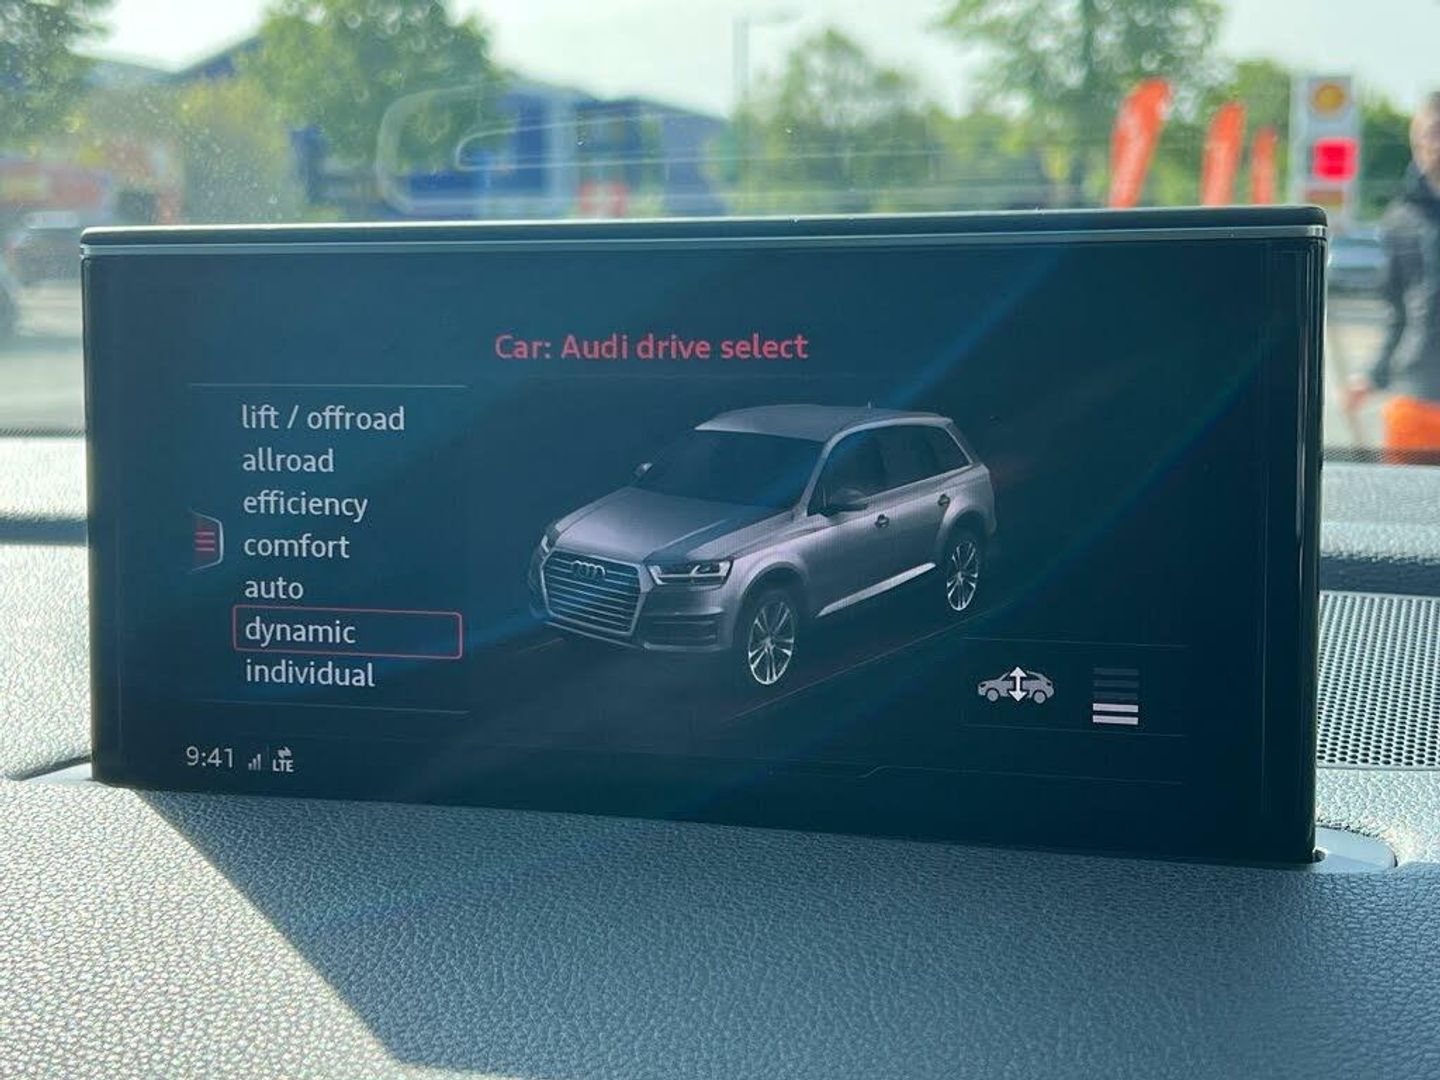 Car: Audi drive select
lift / offroad
allroad
efficiency
comfort
auto
dynamic
individual
9:41 LTE